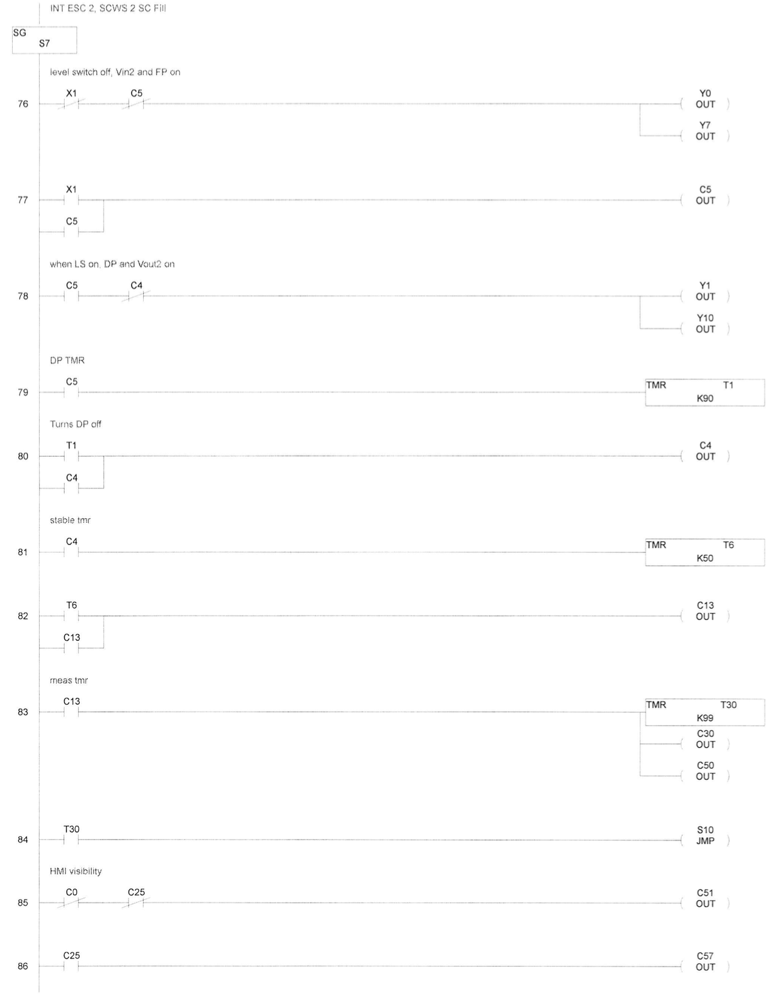 INT ESC 2, SCWS 2 SC Fill
SG
S7
level switch off, Vin2 and FP on
X1 C5 Y0
76 OUT
Y7
OUT
X1 C5
77 OUT
C5
when LS on, DP and Vout2 on
C5 C4 Y1
78 OUT
Y10
OUT
DP TMR
C5 TMR T1
79 K90
Turns DP off
T1 C4
80 OUT
C4
stable tmr
C4 TMR T6
81 K50
T6 C13
82 OUT
C13
meas tmr
C13 TMR T30
83 K99
C30
OUT
C50
OUT
T30 S10
84 JMP
HMI visibility
C0 C25 C51
85 OUT
C25 C57
86 OUT